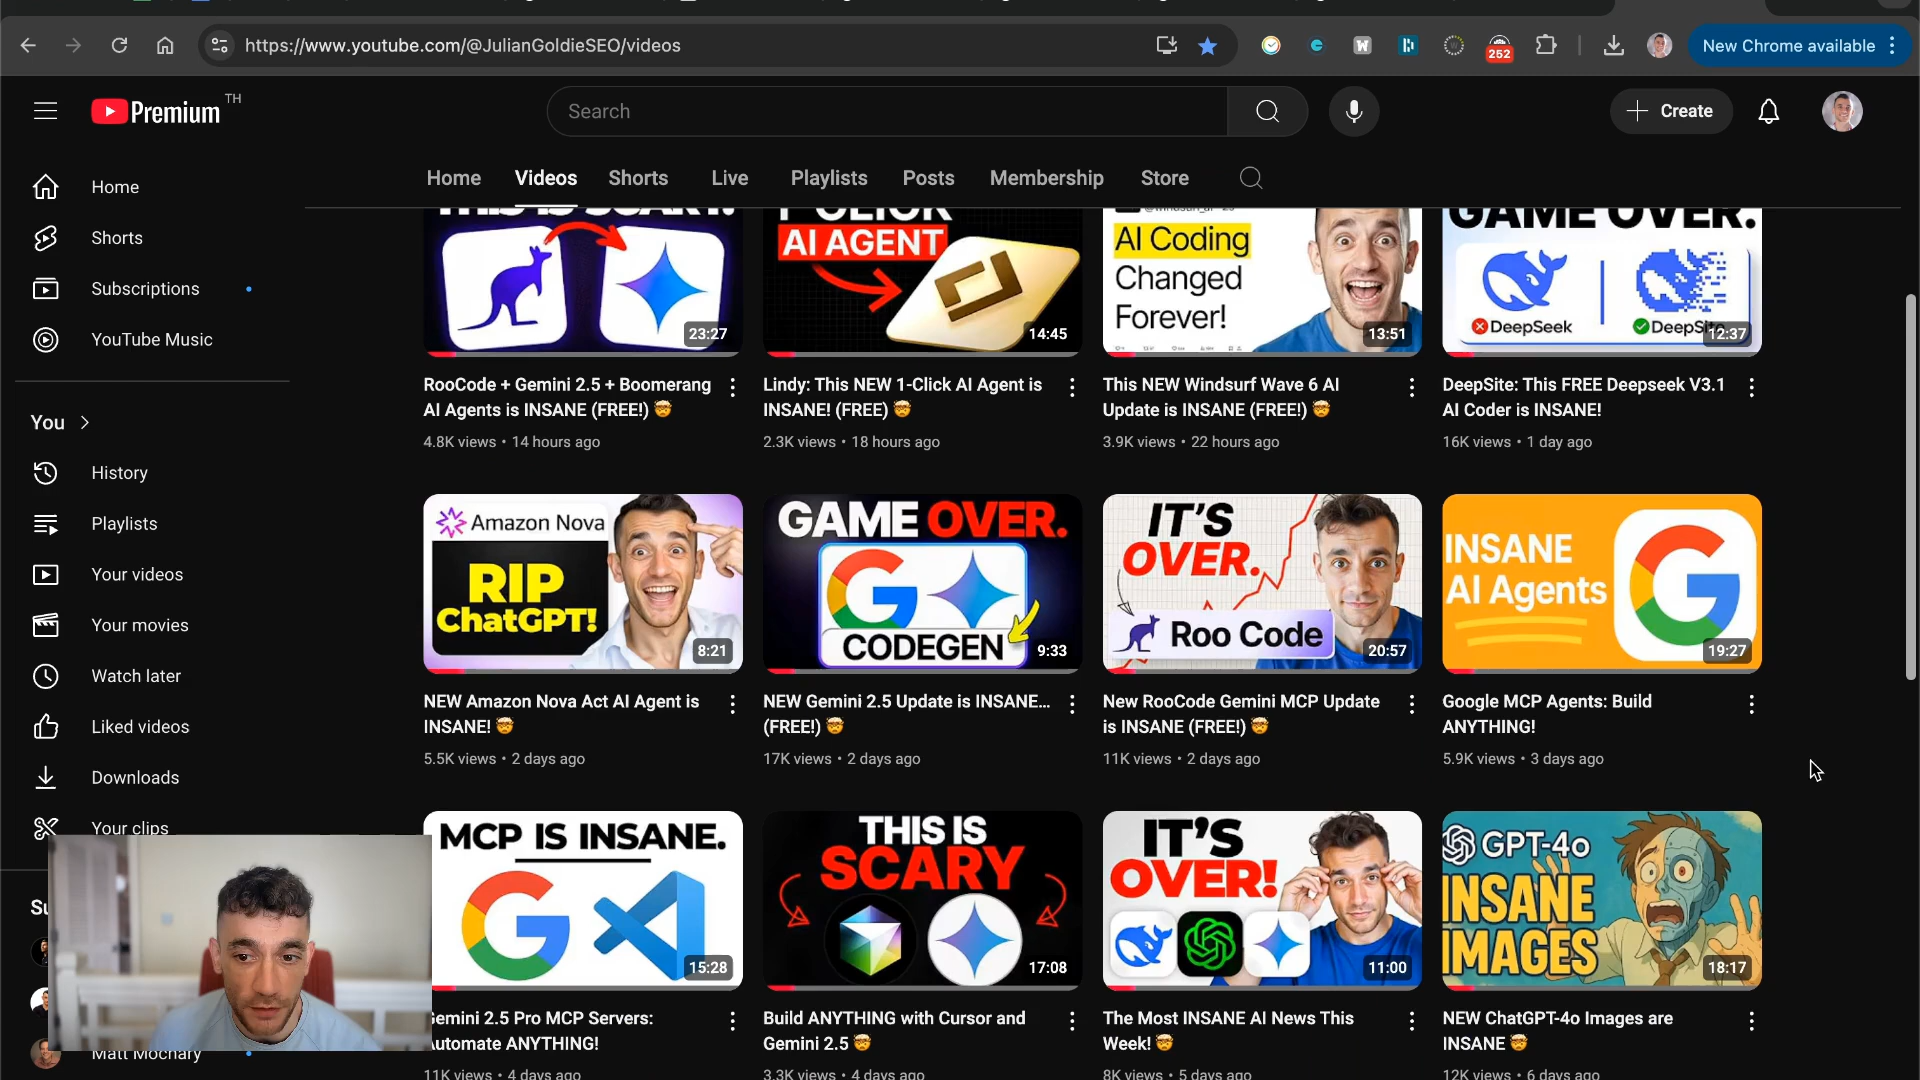 https://www.youtube.com/@JulianGoldieSEO/videos
252
New Chrome available
Premium TH
Search
Create
Home
Shorts
Subscriptions
YouTube Music
You
History
Playlists
Your videos
Your movies
Watch later
Liked videos
Downloads
Your clips
Su
Matt Mochary
Home
Videos
Shorts
Live
Playlists
Posts
Membership
Store
THIS IS SCARY.
23:27
RooCode + Gemini 2.5 + Boomerang
AI Agents is INSANE (FREE!) 🤯
4.8K views • 14 hours ago
1-CLICK
AI AGENT
14:45
Lindy: This NEW 1-Click AI Agent is
INSANE! (FREE) 🤯
2.3K views • 18 hours ago
AI Coding
Changed
Forever!
13:51
This NEW Windsurf Wave 6 AI
Update is INSANE (FREE!) 🤯
3.9K views • 22 hours ago
GAME OVER.
DeepSeek
DeepSite
12:37
DeepSite: This FREE Deepseek V3.1
AI Coder is INSANE!
16K views • 1 day ago
Amazon Nova
RIP
ChatGPT!
8:21
NEW Amazon Nova Act AI Agent is
INSANE! 🤯
5.5K views • 2 days ago
GAME OVER.
CODEGEN
9:33
NEW Gemini 2.5 Update is INSANE...
(FREE!) 🤯
17K views • 2 days ago
IT'S
OVER.
Roo Code
20:57
New RooCode Gemini MCP Update
is INSANE (FREE!) 🤯
11K views • 2 days ago
INSANE
AI Agents
19:27
Google MCP Agents: Build
ANYTHING!
5.9K views • 3 days ago
MCP IS INSANE.
15:28
Gemini 2.5 Pro MCP Servers:
Automate ANYTHING!
11K views • 4 days ago
THIS IS
SCARY
17:08
Build ANYTHING with Cursor and
Gemini 2.5 🤯
3.3K views • 4 days ago
IT'S
OVER!
11:00
The Most INSANE AI News This
Week! 🤯
8K views • 5 days ago
GPT-4o
INSANE
IMAGES
18:17
NEW ChatGPT-4o Images are
INSANE 🤯
12K views • 6 days ago